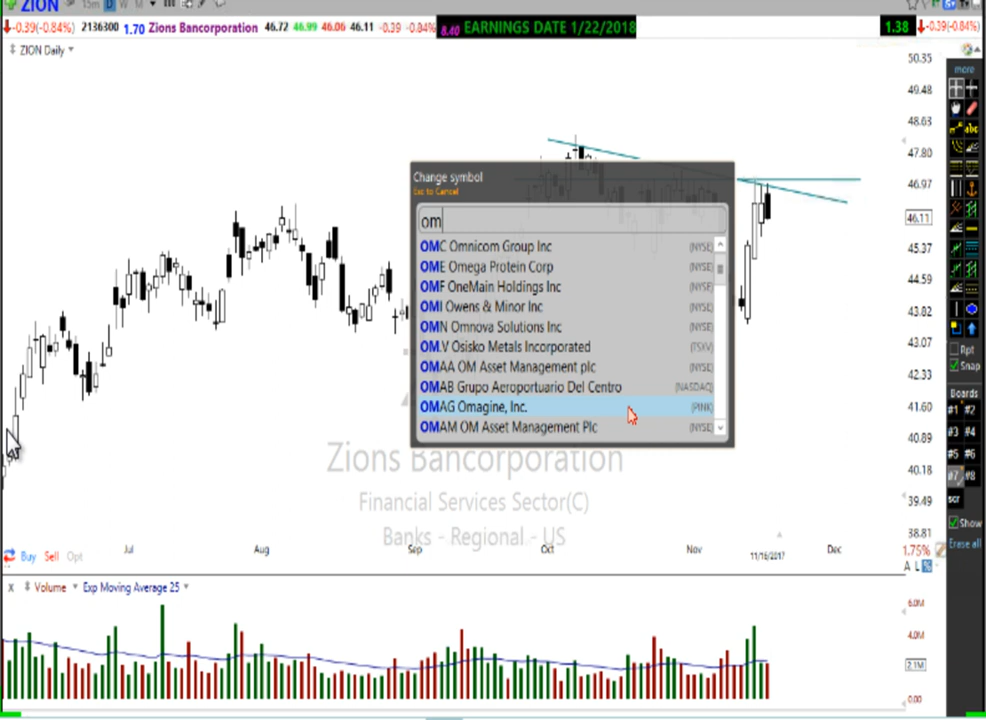 ZION 15m D W M
-0.39(-0.84%) 2136300 1.70 Zions Bancorporation 46.72 46.99 46.06 46.11 -0.39 -0.84% 8.40 EARNINGS DATE 1/22/2018 1.38 -0.39(-0.84%)
ZION Daily
50.35
more
49.48
48.63
abc
47.80
46.97
46.11
45.37
44.59
43.82
43.07
42.33
41.60
40.89
40.18
39.49
38.81
Change symbol
Esc to Cancel
om
OMC Omnicom Group Inc (NYSE)
OME Omega Protein Corp (NYSE)
OMF OneMain Holdings Inc (NYSE)
OMI Owens & Minor Inc (NYSE)
OMN Omnova Solutions Inc (NYSE)
OM.V Osisko Metals Incorporated (TSXV)
OMAA OM Asset Management plc (NYSE)
OMAB Grupo Aeroportuario Del Centro (NASDAQ)
OMAG Omagine, Inc. (PINK)
OMAM OM Asset Management Plc (NYSE)
Rpt
Snap
Boards
#1 #2
#3 #4
#5 #6
#7 #8
scr
Show
Erase all
Zions Bancorporation
Financial Services Sector(C)
Banks - Regional - US
Buy Sell Opt
Jul Aug Sep Oct Nov 11/16/2017 Dec
1.75%
A L %
X Volume Exp Moving Average 25
6.0M
4.0M
2.1M
0.00